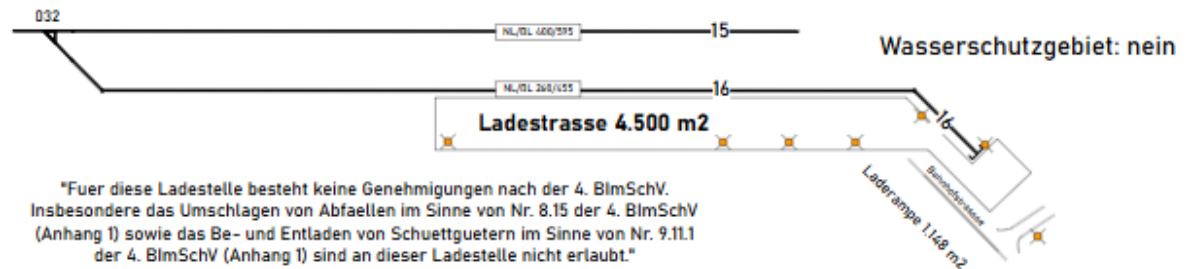 032
NL/GL 400/595
15
Wasserschutzgebiet: nein
NL/GL 260/455
16
Ladestrasse 4.500 m2
16
Bahnhofstrasse
Laderampe 1.148 m2
"Fuer diese Ladestelle besteht keine Genehmigungen nach der 4. BImSchV.
Insbesondere das Umschlagen von Abfaellen im Sinne von Nr. 8.15 der 4. BImSchV
(Anhang 1) sowie das Be- und Entladen von Schuettguetern im Sinne von Nr. 9.11.1
der 4. BImSchV (Anhang 1) sind an dieser Ladestelle nicht erlaubt."